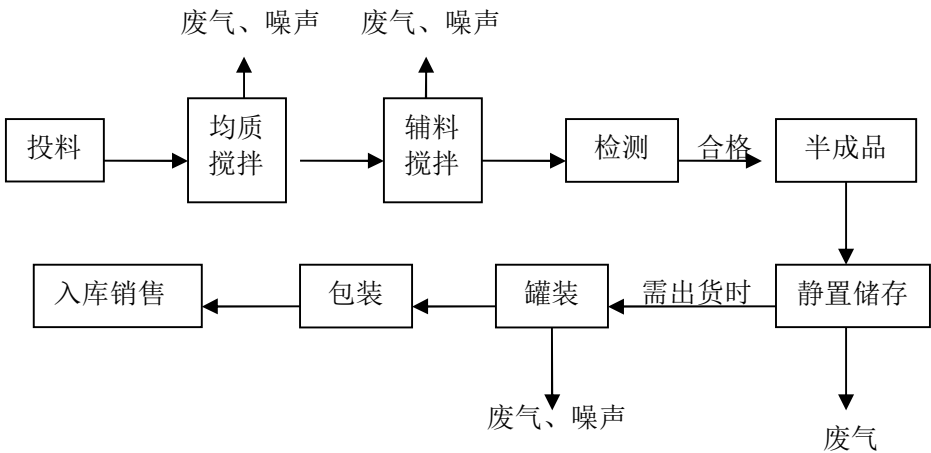 废气、噪声
废气、噪声
投料
均质
搅拌
辅料
搅拌
检测
合格
半成品
入库销售
包装
罐装
需出货时
静置储存
废气、噪声
废气